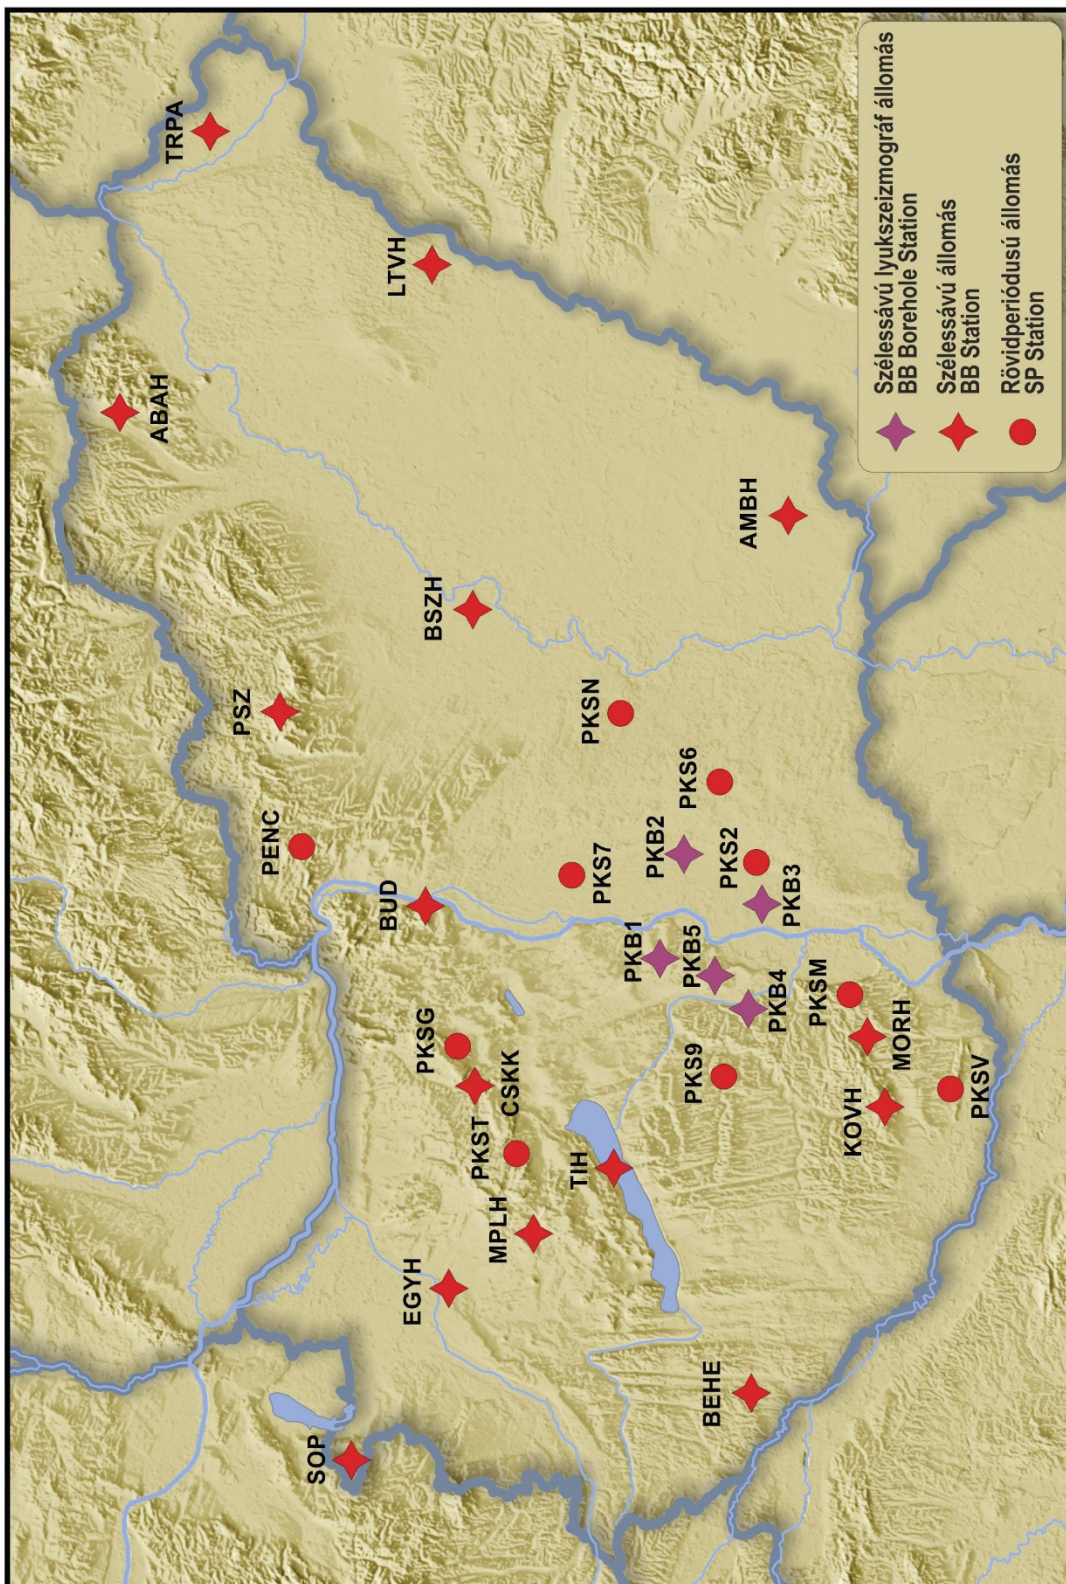 TRPA
ABAH
LTVH
PSZ
PENC
BSZH
BUD
AMBH
PKSN
PKS6
PKS7
PKB2
PKS2
PKB3
PKB1
PKB5
PKB4
PKSG
CSKK
PKST
PKS9
PKSM
MORH
KOVH
PKSV
TIH
MPLH
EGYH
SOP
BEHE
Szélessávú lyukszeizmográf állomás
BB Borehole Station
Szélessávú állomás
BB Station
Rövidperiódusú állomás
SP Station